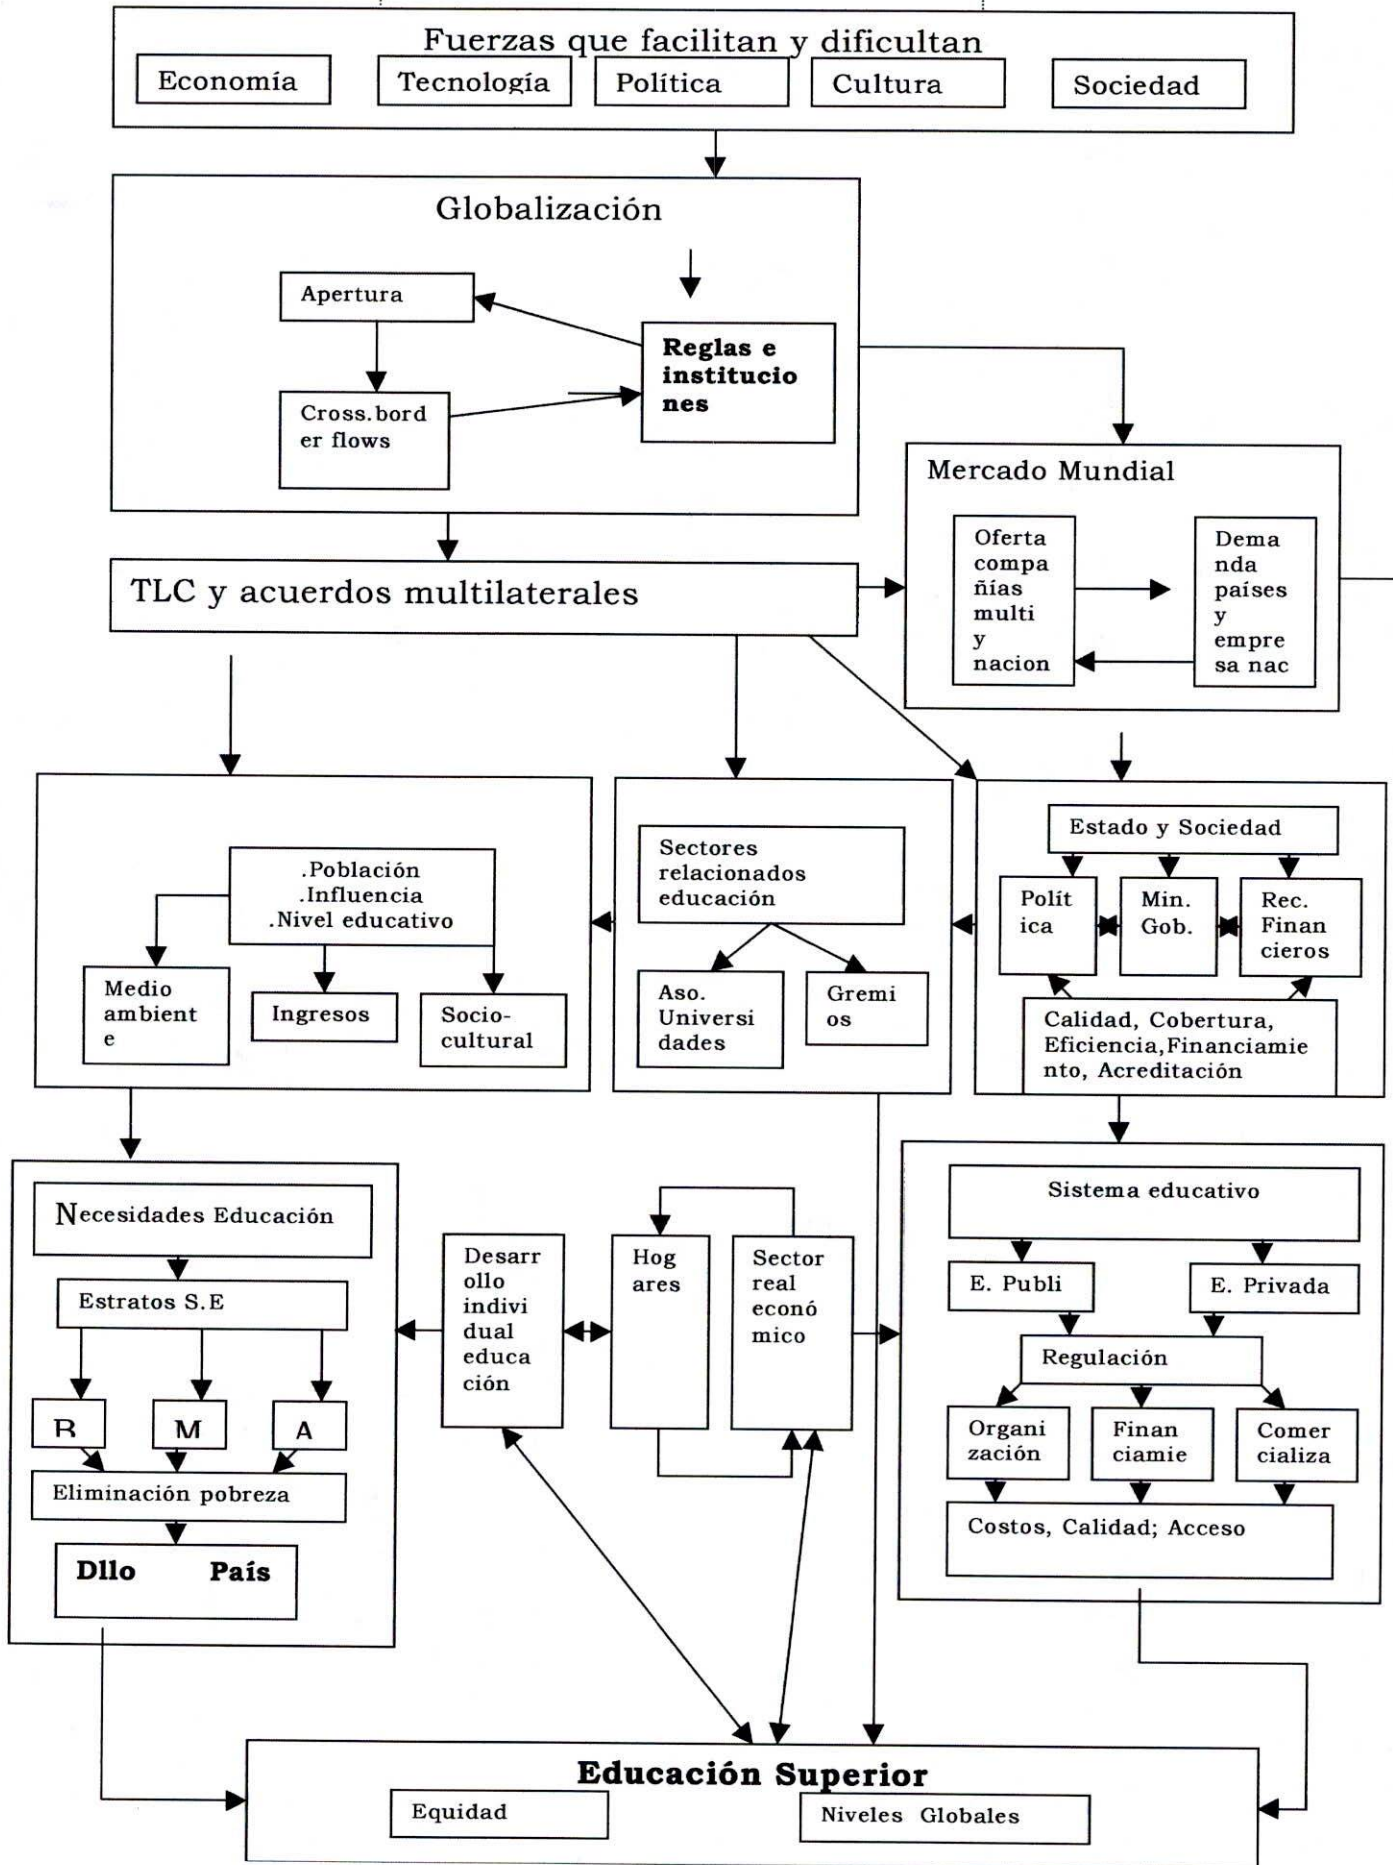 Fuerzas que facilitan y dificultan
Economía
Tecnología
Política
Cultura
Sociedad
Globalización
Apertura
Reglas e
institucio
nes
Cross.bord
er flows
Mercado Mundial
Oferta
compa
ñías
multi
y
nacion
Dema
nda
países
y
empre
sa nac
TLC y acuerdos multilaterales
.Población
.Influencia
.Nivel educativo
Medio
ambient
e
Ingresos
Socio-
cultural
Sectores
relacionados
educación
Aso.
Universi
dades
Gremi
os
Estado y Sociedad
Polít
ica
Min.
Gob.
Rec.
Finan
cieros
Calidad, Cobertura,
Eficiencia,Financiamie
nto, Acreditación
Necesidades Educación
Estratos S.E
M
A
Eliminación pobreza
Dllo País
Desarr
ollo
indivi
dual
educa
ción
Hog
ares
Sector
real
econó
mico
Sistema educativo
E. Publi
E. Privada
Regulación
Organi
zación
Finan
ciamie
Comer
cializa
Costos, Calidad; Acceso
Educación Superior
Equidad
Niveles Globales